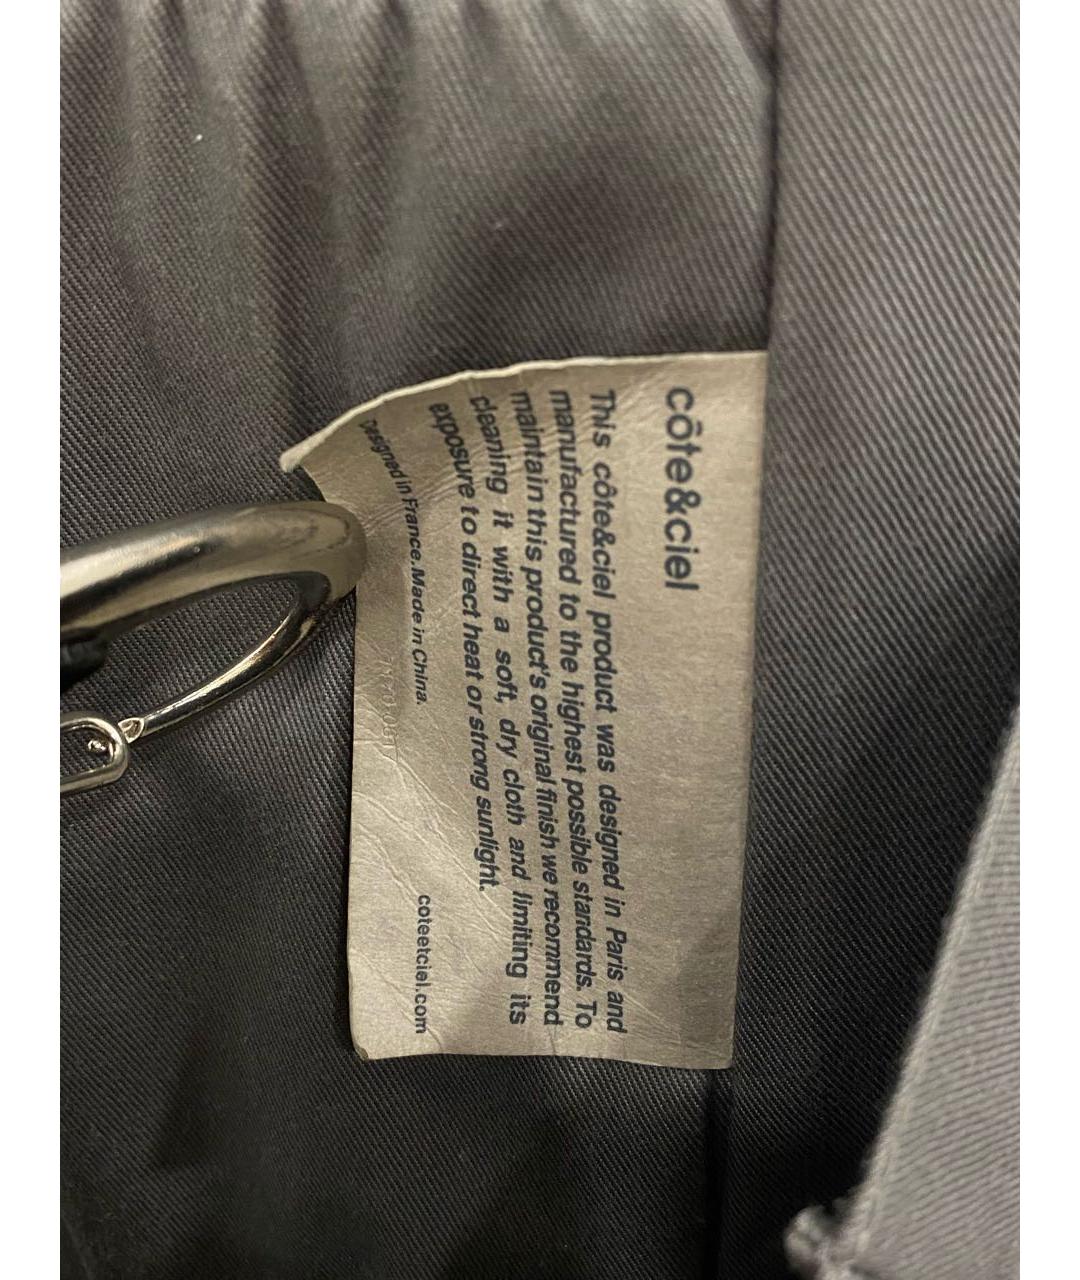 côte&ciel
This côte&ciel product was designed in Paris and
manufactured to the highest possible standards. To
maintain this product's original finish we recommend
cleaning it with a soft, dry cloth and limiting its
exposure to direct heat or strong sunlight.
Designed in France. Made in China.
coteetciel.com